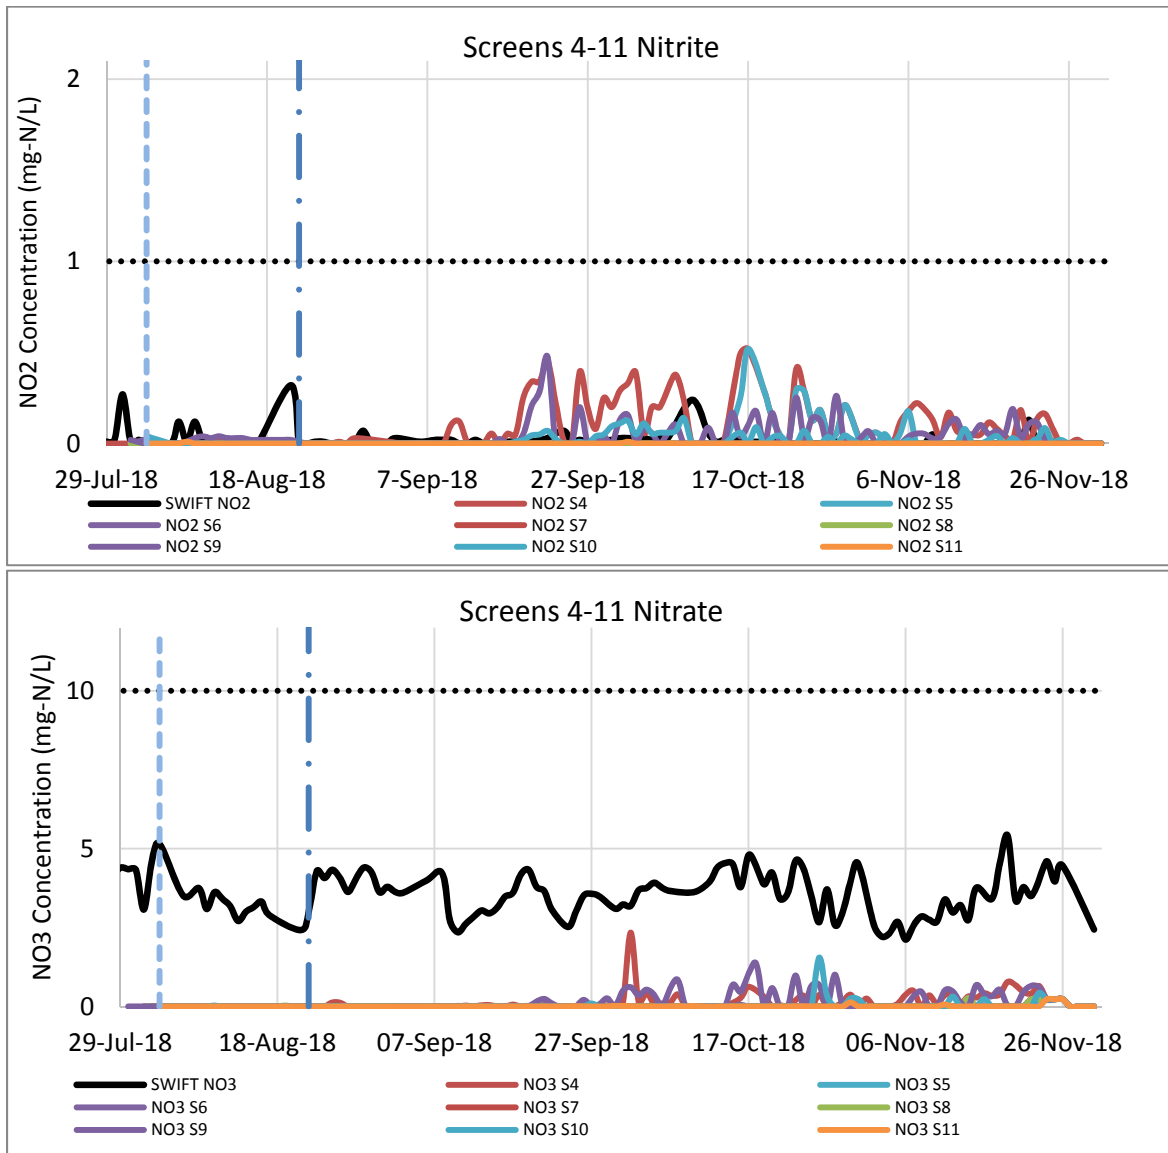 Screens 4-11 Nitrite
NO2 Concentration (mg-N/L)
2
1
0
29-Jul-18 18-Aug-18 7-Sep-18 27-Sep-18 17-Oct-18 6-Nov-18 26-Nov-18
SWIFT NO2 NO2 S4 NO2 S5
NO2 S6 NO2 S7 NO2 S8
NO2 S9 NO2 S10 NO2 S11
Screens 4-11 Nitrate
NO3 Concentration (mg-N/L)
10
5
0
29-Jul-18 18-Aug-18 07-Sep-18 27-Sep-18 17-Oct-18 06-Nov-18 26-Nov-18
SWIFT NO3 NO3 S4 NO3 S5
NO3 S6 NO3 S7 NO3 S8
NO3 S9 NO3 S10 NO3 S11